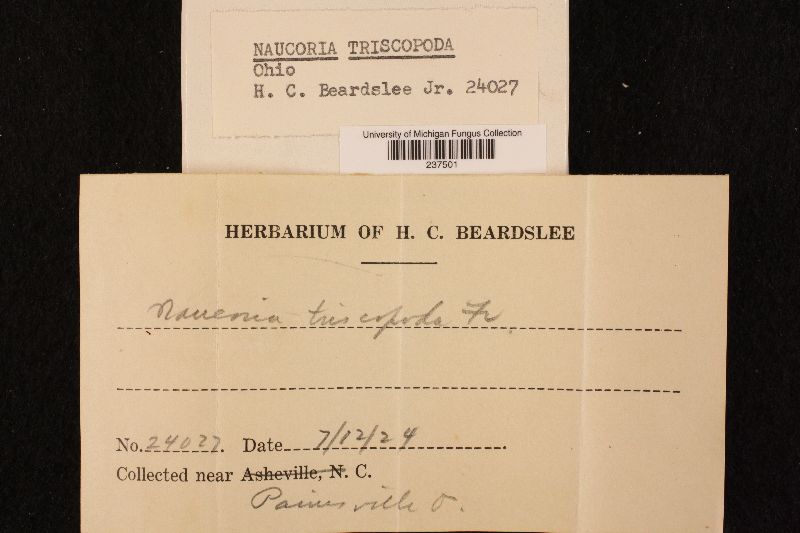 NAUCORIA TRISCOPODA
Ohio
H. C. Beardslee Jr. 24027
University of Michigan Fungus Collection
237501
HERBARIUM OF H. C. BEARDSLEE
Naucoria triscopoda Fr
No. 24027. Date 7/12/24
Collected near Asheville, N. C.
Painesville O.